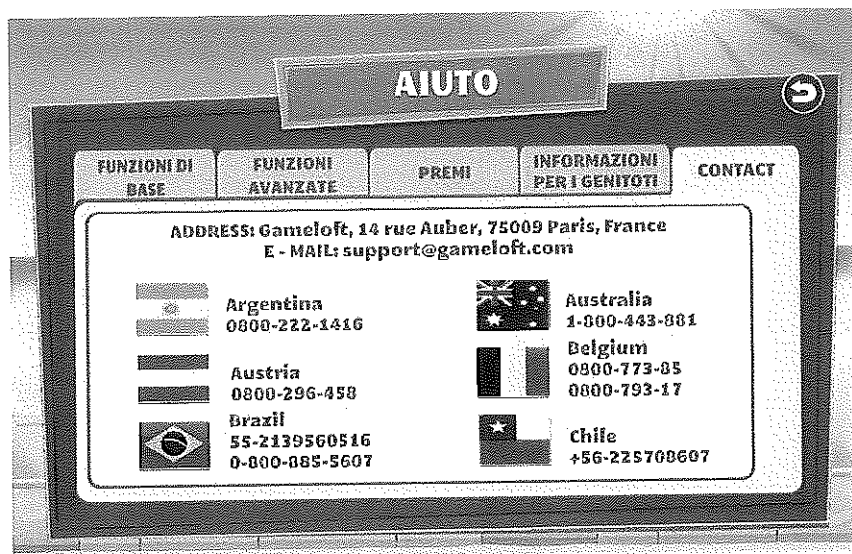 AIUTO
FUNZIONI DI
BASE
FUNZIONI
AVANZATE
PREMI
INFORMAZIONI
PER I GENITOTI
CONTACT
ADDRESS: Gameloft, 14 rue Auber, 75009 Paris, France
E - MAIL: support@gameloft.com
Argentina
0800-222-1416
Australia
1-800-443-881
Austria
0800-296-458
Belgium
0800-773-85
0800-793-17
Brazil
55-2139560516
0-800-885-5607
Chile
+56-225708607